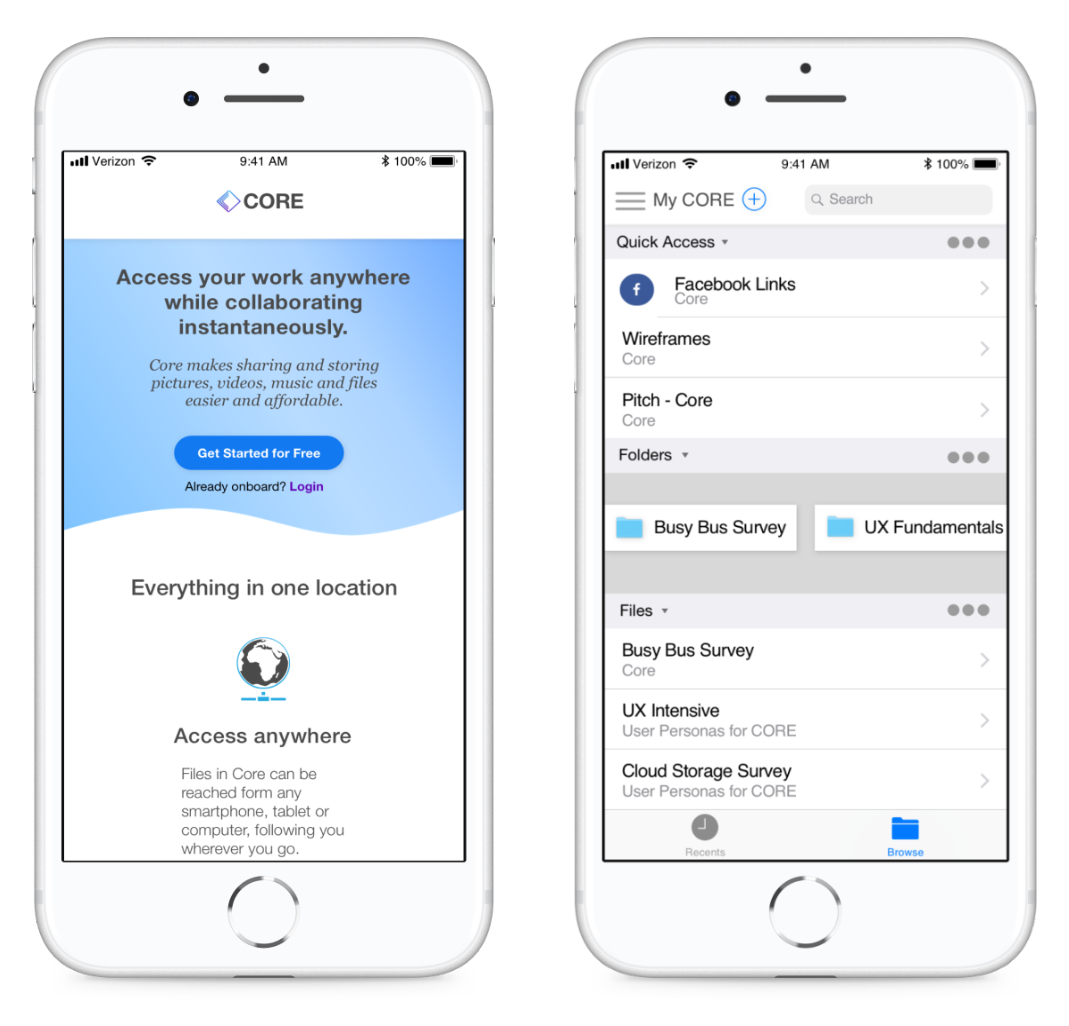 Verizon 9:41 AM 100%
CORE
Access your work anywhere
while collaborating
instantaneously.
Core makes sharing and storing
pictures, videos, music and files
easier and affordable.
Get Started for Free
Already onboard? Login
Everything in one location
Access anywhere
Files in Core can be
reached form any
smartphone, tablet or
computer, following you
wherever you go.
Verizon 9:41 AM 100%
My CORE Search
Quick Access
f
Facebook Links
Core
Wireframes
Core
Pitch - Core
Core
Folders
Busy Bus Survey UX Fundamentals
Files
Busy Bus Survey
Core
UX Intensive
User Personas for CORE
Cloud Storage Survey
User Personas for CORE
Recents Browse